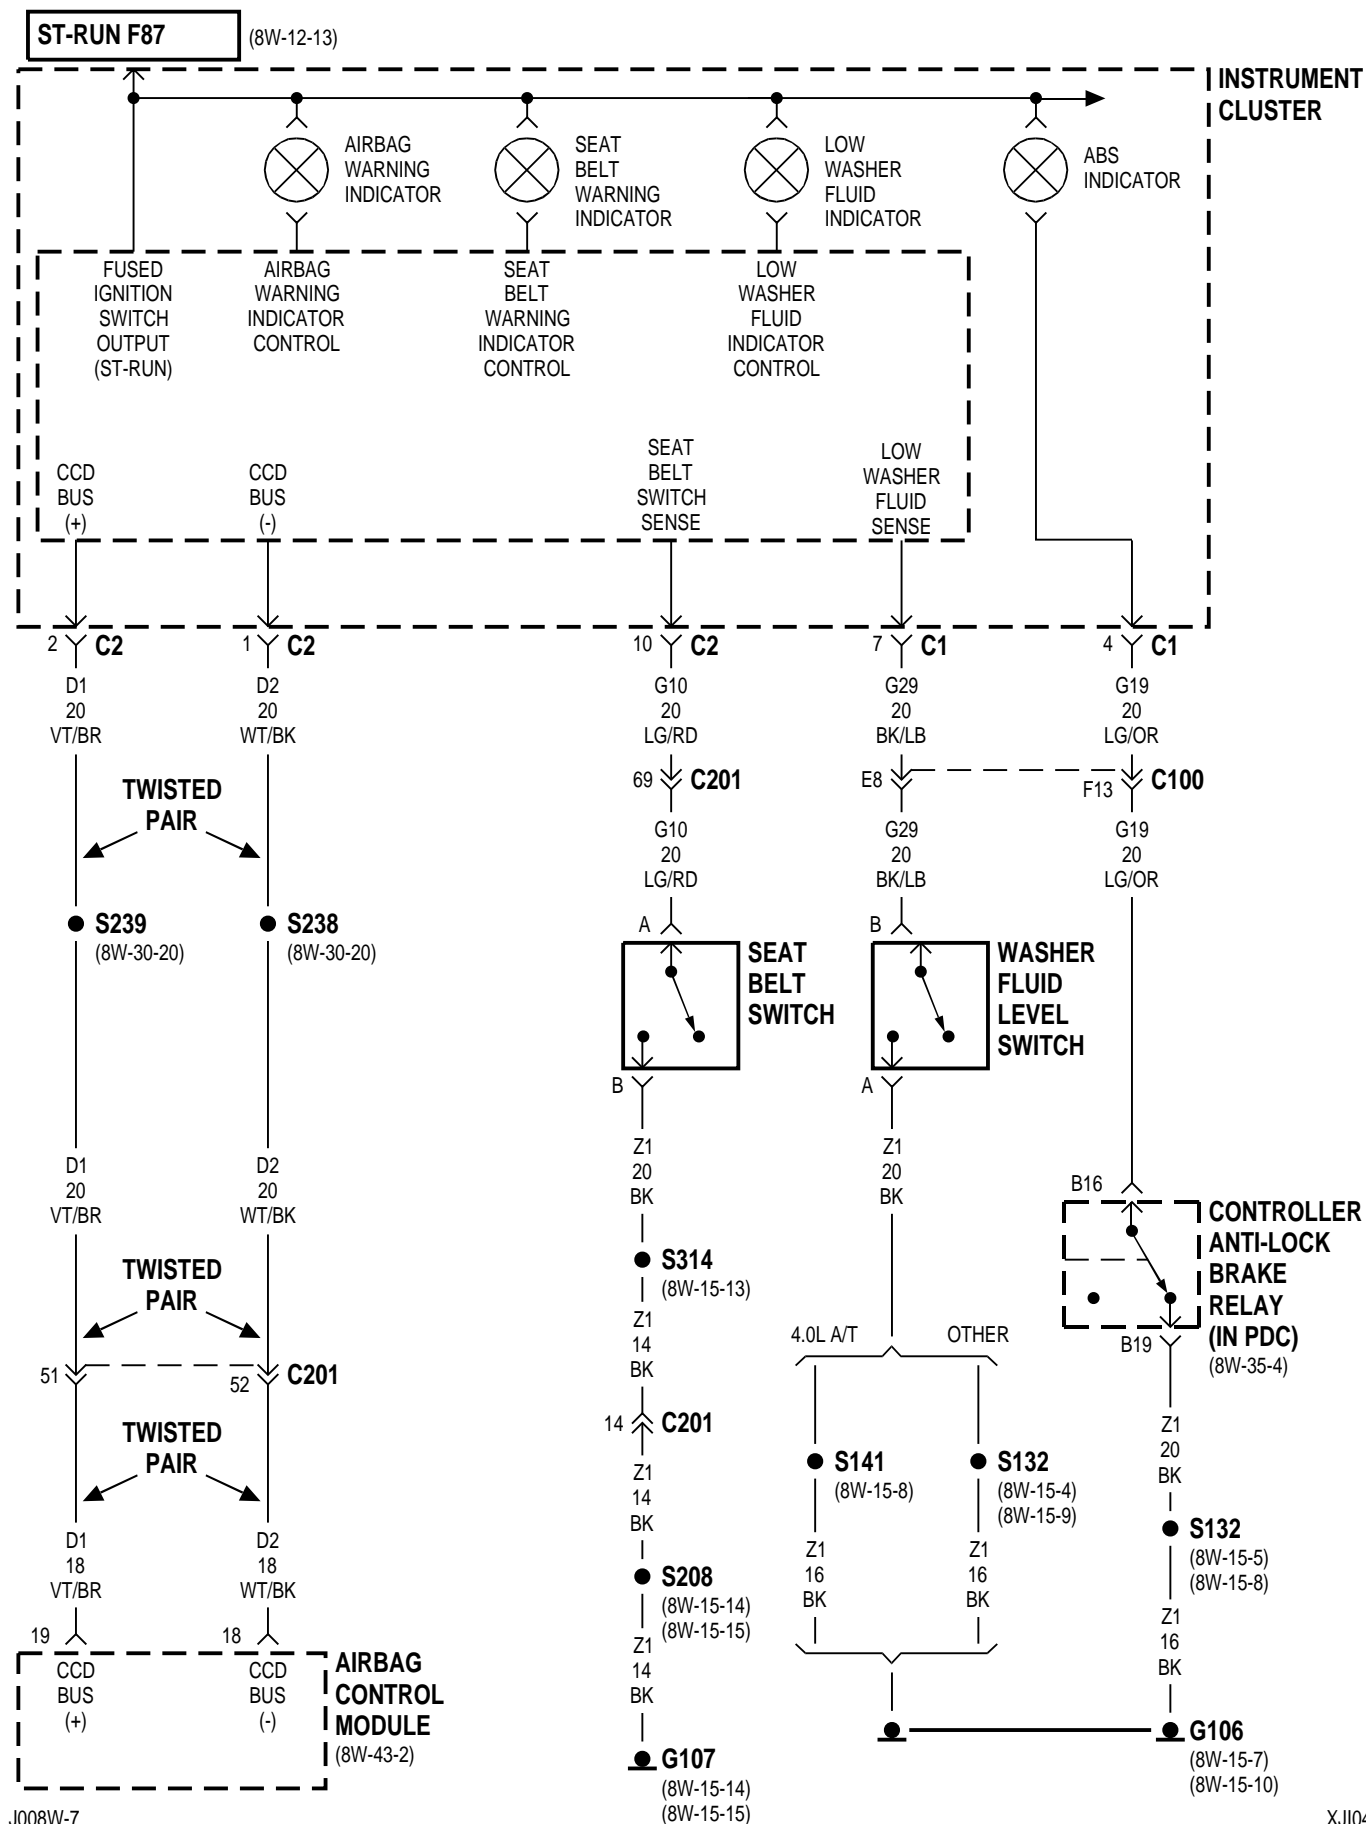 ST-RUN F87 (8W-12-13)
INSTRUMENT
CLUSTER
AIRBAG
WARNING
INDICATOR
SEAT
BELT
WARNING
INDICATOR
LOW
WASHER
FLUID
INDICATOR
ABS
INDICATOR
FUSED
IGNITION
SWITCH
OUTPUT
(ST-RUN)
AIRBAG
WARNING
INDICATOR
CONTROL
SEAT
BELT
WARNING
INDICATOR
CONTROL
LOW
WASHER
FLUID
INDICATOR
CONTROL
CCD
BUS
(+)
CCD
BUS
(-)
SEAT
BELT
SWITCH
SENSE
LOW
WASHER
FLUID
SENSE
2 C2
1 C2
10 C2
7 C1
4 C1
D1
20
VT/BR
D2
20
WT/BK
G10
20
LG/RD
G29
20
BK/LB
G19
20
LG/OR
TWISTED
PAIR
69 C201
E8
F13 C100
G10
20
LG/RD
G29
20
BK/LB
G19
20
LG/OR
S239
(8W-30-20)
S238
(8W-30-20)
A
SEAT
BELT
SWITCH
B
B
WASHER
FLUID
LEVEL
SWITCH
A
D1
20
VT/BR
D2
20
WT/BK
Z1
20
BK
Z1
20
BK
B16
CONTROLLER
ANTI-LOCK
BRAKE
RELAY
(IN PDC)
(8W-35-4)
B19
TWISTED
PAIR
S314
(8W-15-13)
Z1
14
BK
4.0L A/T
OTHER
51
52 C201
14 C201
TWISTED
PAIR
Z1
14
BK
S141
(8W-15-8)
S132
(8W-15-4)
(8W-15-9)
Z1
20
BK
S132
(8W-15-5)
(8W-15-8)
D1
18
VT/BR
D2
18
WT/BK
S208
(8W-15-14)
(8W-15-15)
Z1
16
BK
Z1
16
BK
Z1
16
BK
19
18
CCD
BUS
(+)
CCD
BUS
(-)
AIRBAG
CONTROL
MODULE
(8W-43-2)
Z1
14
BK
G107
(8W-15-14)
(8W-15-15)
G106
(8W-15-7)
(8W-15-10)
J008W-7
XJI04